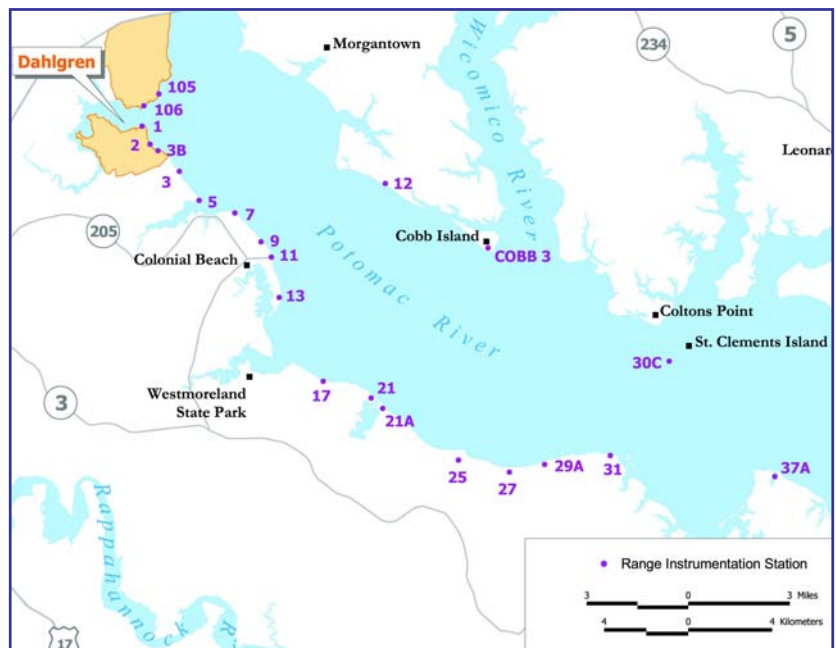 Morgantown
234
5
Dahlgren
Wicomico River
105
106
1
2
3B
Leonar
3
12
5
7
205
9
Cobb Island
COBB 3
11
Colonial Beach
Potomac River
13
Coltons Point
St. Clements Island
30C
Westmoreland
State Park
17
21
21A
3
25
27
29A
31
37A
Rappahannock R
17
Range Instrumentation Station
3 0 3 Miles
4 0 4 Kilometers